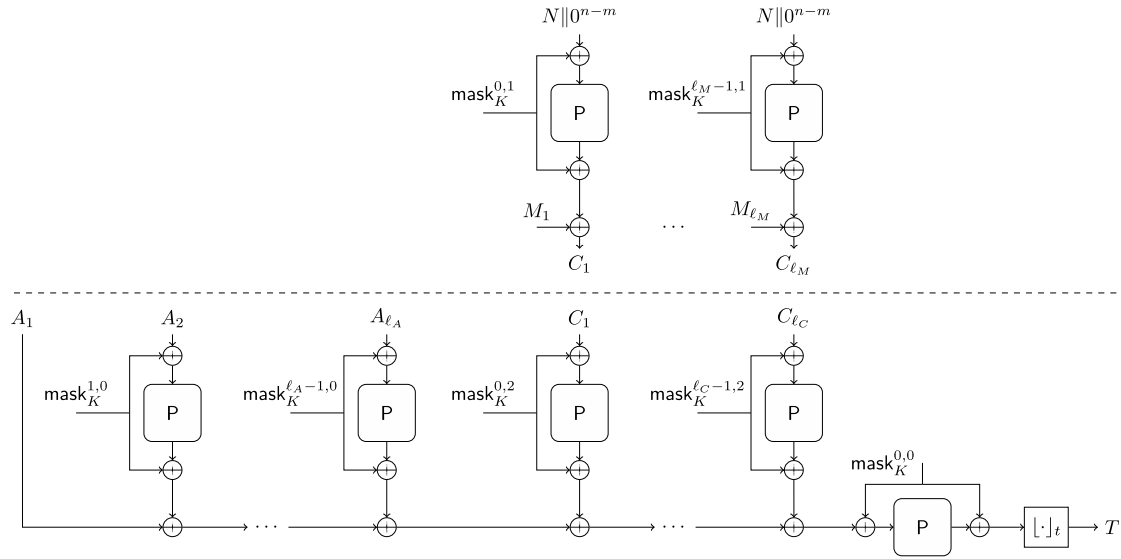 N∥0^{n−m} N∥0^{n−m}
mask_K^{0,1} mask_K^{ℓ_M−1,1}
P P
M_1 ⋯ M_{ℓ_M}
C_1 C_{ℓ_M}
A_1 A_2 A_{ℓ_A} C_1 C_{ℓ_C}
mask_K^{1,0} mask_K^{ℓ_A−1,0} mask_K^{0,2} mask_K^{ℓ_C−1,2}
P P P P
mask_K^{0,0}
⋯ ⋯ P ⌊·⌋_t T